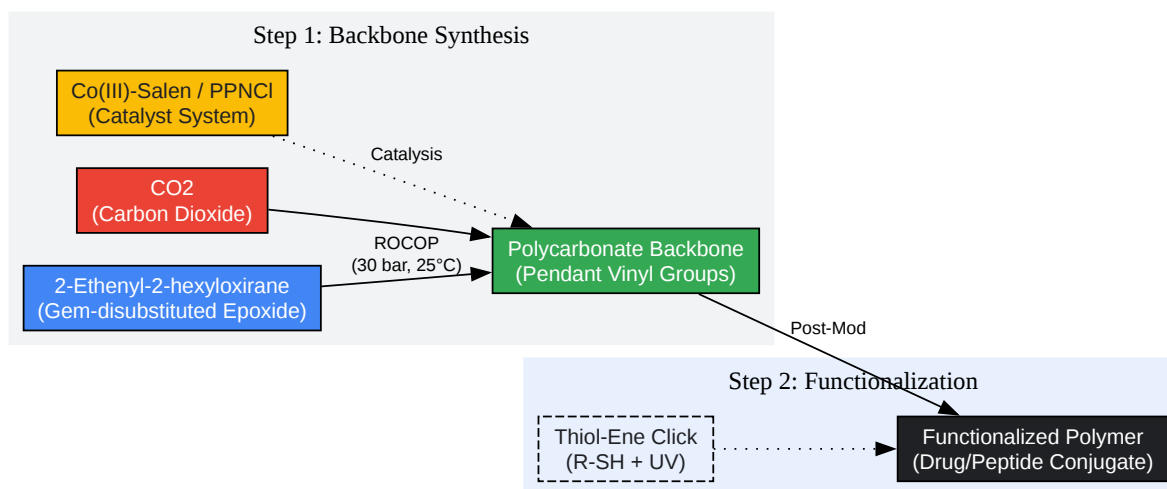 Step 1: Backbone Synthesis
Co(III)-Salen / PPNCl
(Catalyst System)
Catalysis
CO2
(Carbon Dioxide)
ROCOP
(30 bar, 25°C)
Polycarbonate Backbone
(Pendant Vinyl Groups)
2-Ethenyl-2-hexyloxirane
(Gem-disubstituted Epoxide)
Post-Mod
Step 2: Functionalization
Thiol-Ene Click
(R-SH + UV)
Functionalized Polymer
(Drug/Peptide Conjugate)